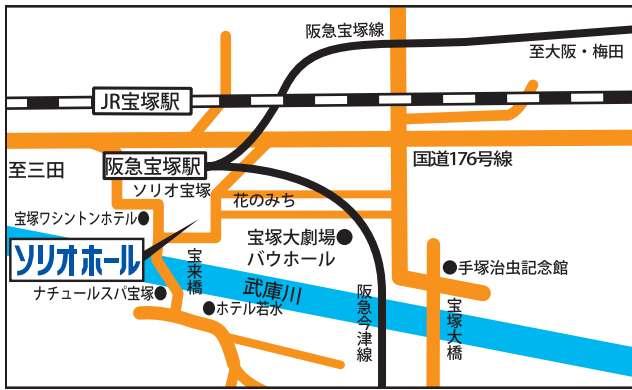 阪急宝塚線
至大阪・梅田
JR宝塚駅
国道176号線
阪急宝塚駅
至三田
ソリオ宝塚
花のみち
宝塚ワシントンホテル
宝塚大劇場
バウホール
ソリオホール
宝来橋
手塚治虫記念館
ナチュールスパ宝塚
武庫川
ホテル若水
阪急今津線
宝塚大橋